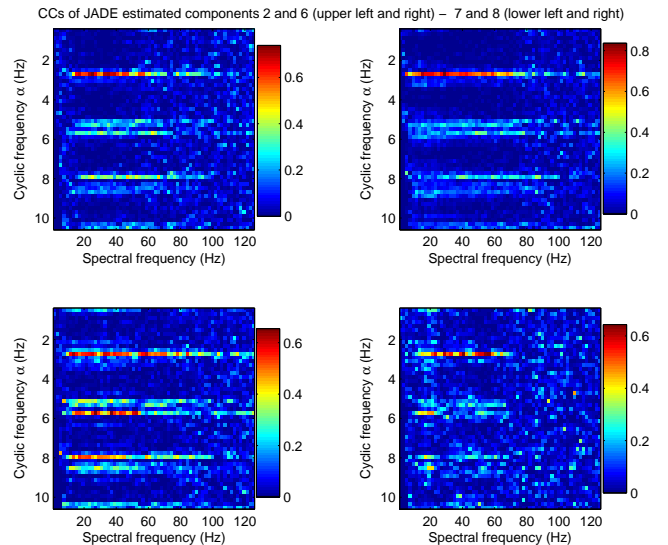 CCs of JADE estimated components 2 and 6 (upper left and right) – 7 and 8 (lower left and right)
Cyclic frequency α (Hz)
2
4
6
8
10
20 40 60 80 100 120
Spectral frequency (Hz)
0.6
0.4
0.2
0
Cyclic frequency α (Hz)
2
4
6
8
10
20 40 60 80 100 120
Spectral frequency (Hz)
0.8
0.6
0.4
0.2
0
Cyclic frequency α (Hz)
2
4
6
8
10
20 40 60 80 100 120
Spectral frequency (Hz)
0.6
0.4
0.2
0
Cyclic frequency α (Hz)
2
4
6
8
10
20 40 60 80 100 120
Spectral frequency (Hz)
0.6
0.4
0.2
0